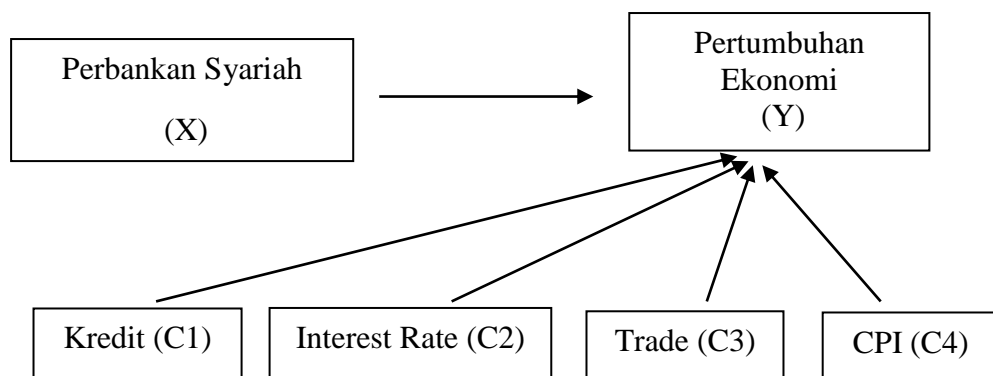 Perbankan Syariah
(X)
Pertumbuhan
Ekonomi
(Y)
Kredit (C1)
Interest Rate (C2)
Trade (C3)
CPI (C4)